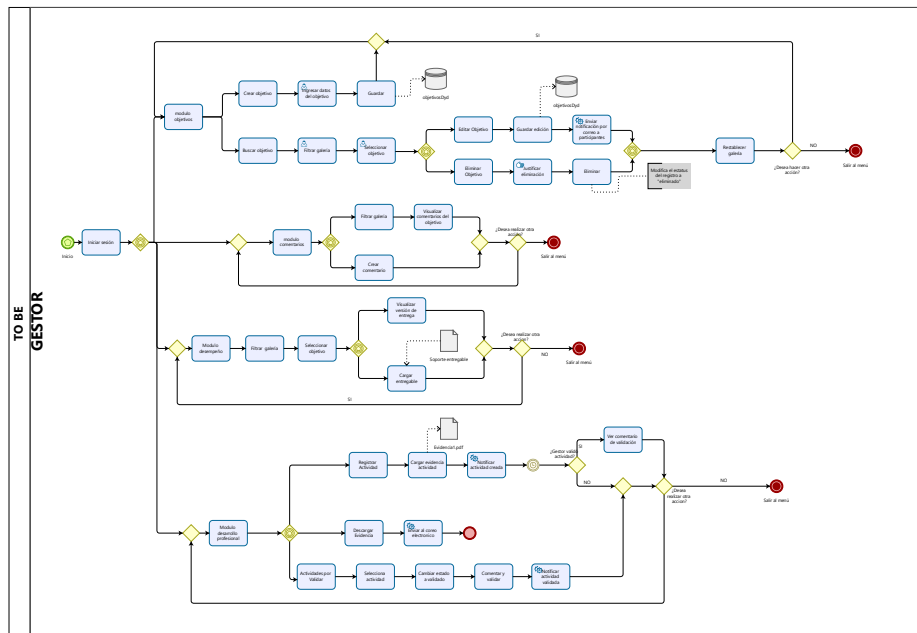 TO BE
GESTOR
SI
Crear objetivo
Ingresar datos
del objetivo
Guardar
objetivosDyd
objetivosDyd
modulo
objetivos
Editar Objetivo
Guardar edición
Enviar
notificación por
correo a
participantes
Buscar objetivo
Filtrar galería
Seleccionar
objetivo
Restablecer
galería
NO
¿Desea hacer otra
acción?
Salir al menú
Eliminar
Objetivo
Justificar
eliminación
Eliminar
Modifica el estatus
del registro a
"eliminado"
Filtrar galería
Visualizar
comentarios del
objetivo
¿Desea realizar otra
acción?
Inicio
Iniciar sesión
modulo
comentarios
Salir al menú
Crear
comentario
Visualizar
versión de
entrega
¿Desea realizar otra
acción?
Modulo
desempeño
Filtrar galería
Seleccionar
objetivo
Soporte entregable
NO
Salir al menú
Cargar
entregable
SI
Evidencia1.pdf
¿Gestor valida
actividad?
SI
Ver comentario
de validación
Registrar
Actividad
Cargar evidencia
actividad
Notificar
actividad creada
NO
NO
¿Desea
realizar otra
acción?
Salir al menú
Modulo
desarrollo
profesional
Descargar
Evidencia
Enviar al correo
electronico
Actividades por
Validar
Selecciona
actividad
Cambiar estado
a validado
Comentar y
validar
Notificar
actividad
validada